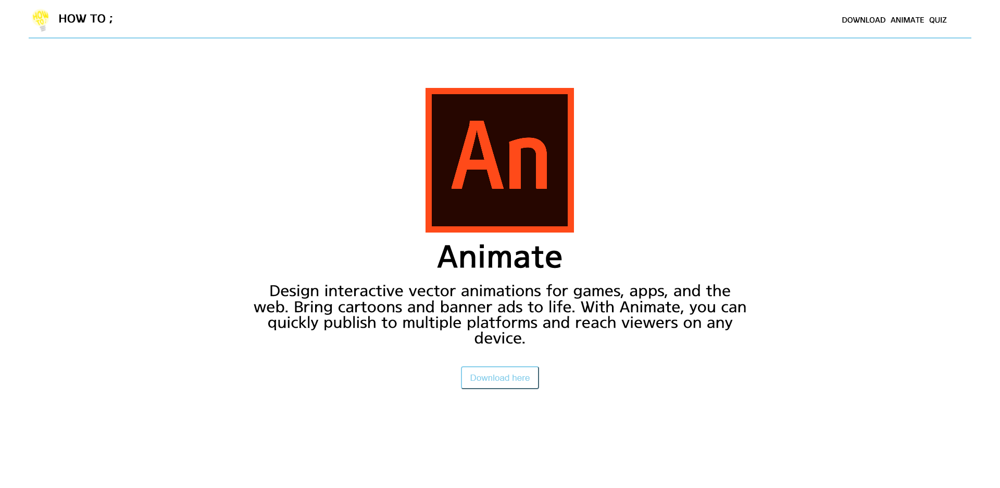 HOW
TO;
HOW TO ;
DOWNLOAD ANIMATE QUIZ
An
Animate
Design interactive vector animations for games, apps, and the
web. Bring cartoons and banner ads to life. With Animate, you can
quickly publish to multiple platforms and reach viewers on any
device.
Download here